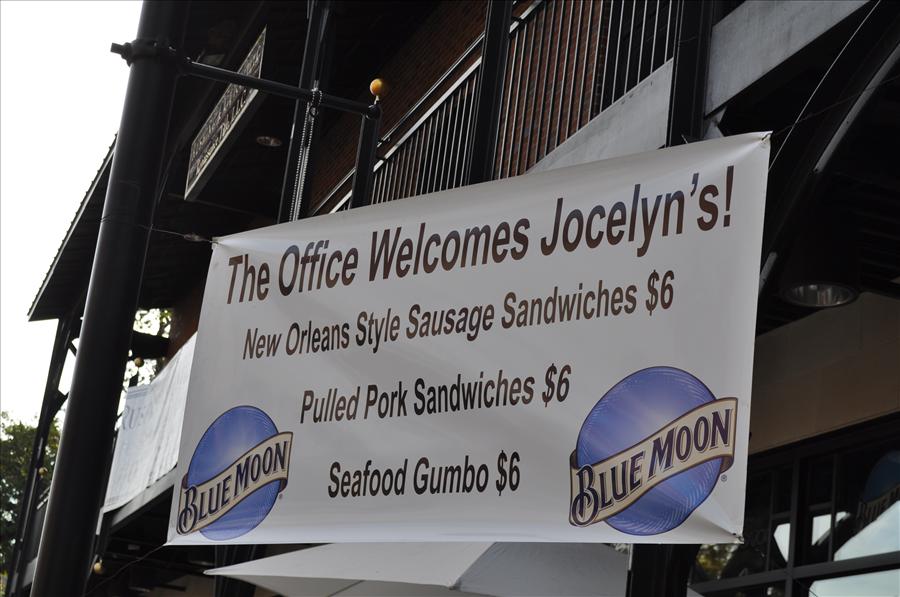 The Office Welcomes Jocelyn's!
New Orleans Style Sausage Sandwiches $6
Pulled Pork Sandwiches $6
Seafood Gumbo $6
BLUE MOON
BLUE MOON